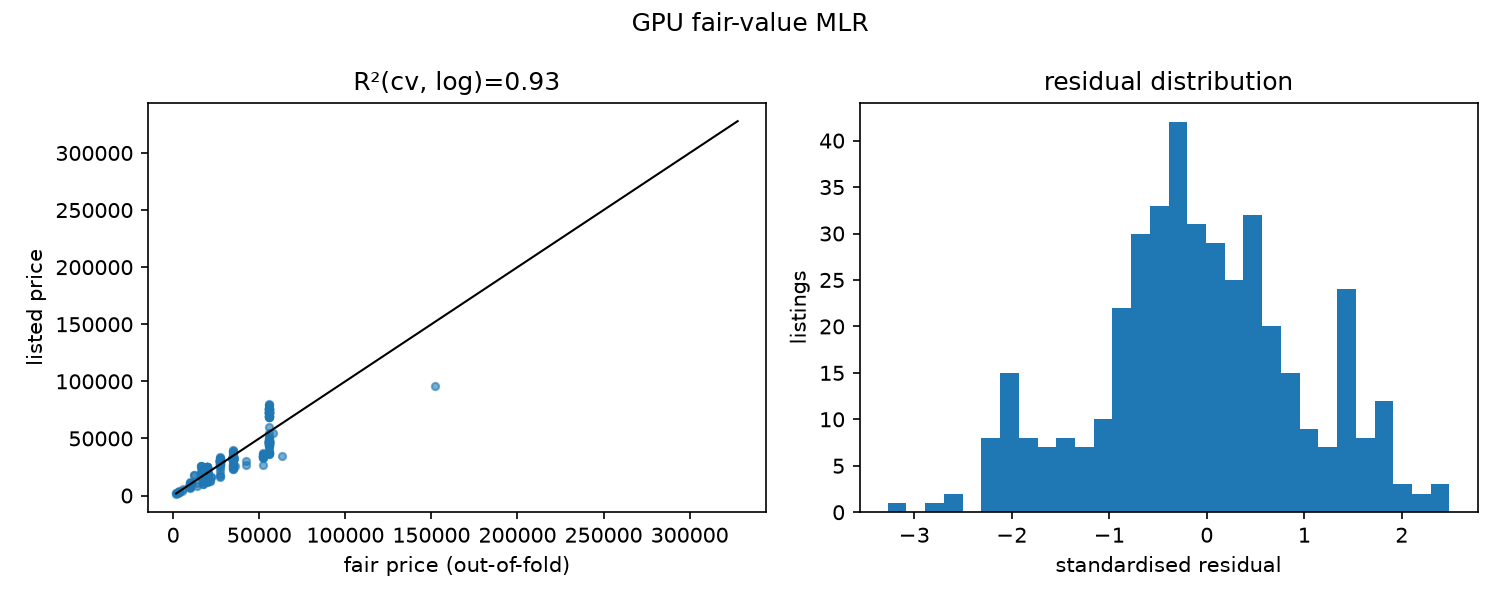 GPU fair-value MLR
R²(cv, log)=0.93
listed price
300000
250000
200000
150000
100000
50000
0
0 50000 100000 150000 200000 250000 300000
fair price (out-of-fold)
residual distribution
listings
40
35
30
25
20
15
10
5
0
−3 −2 −1 0 1 2
standardised residual